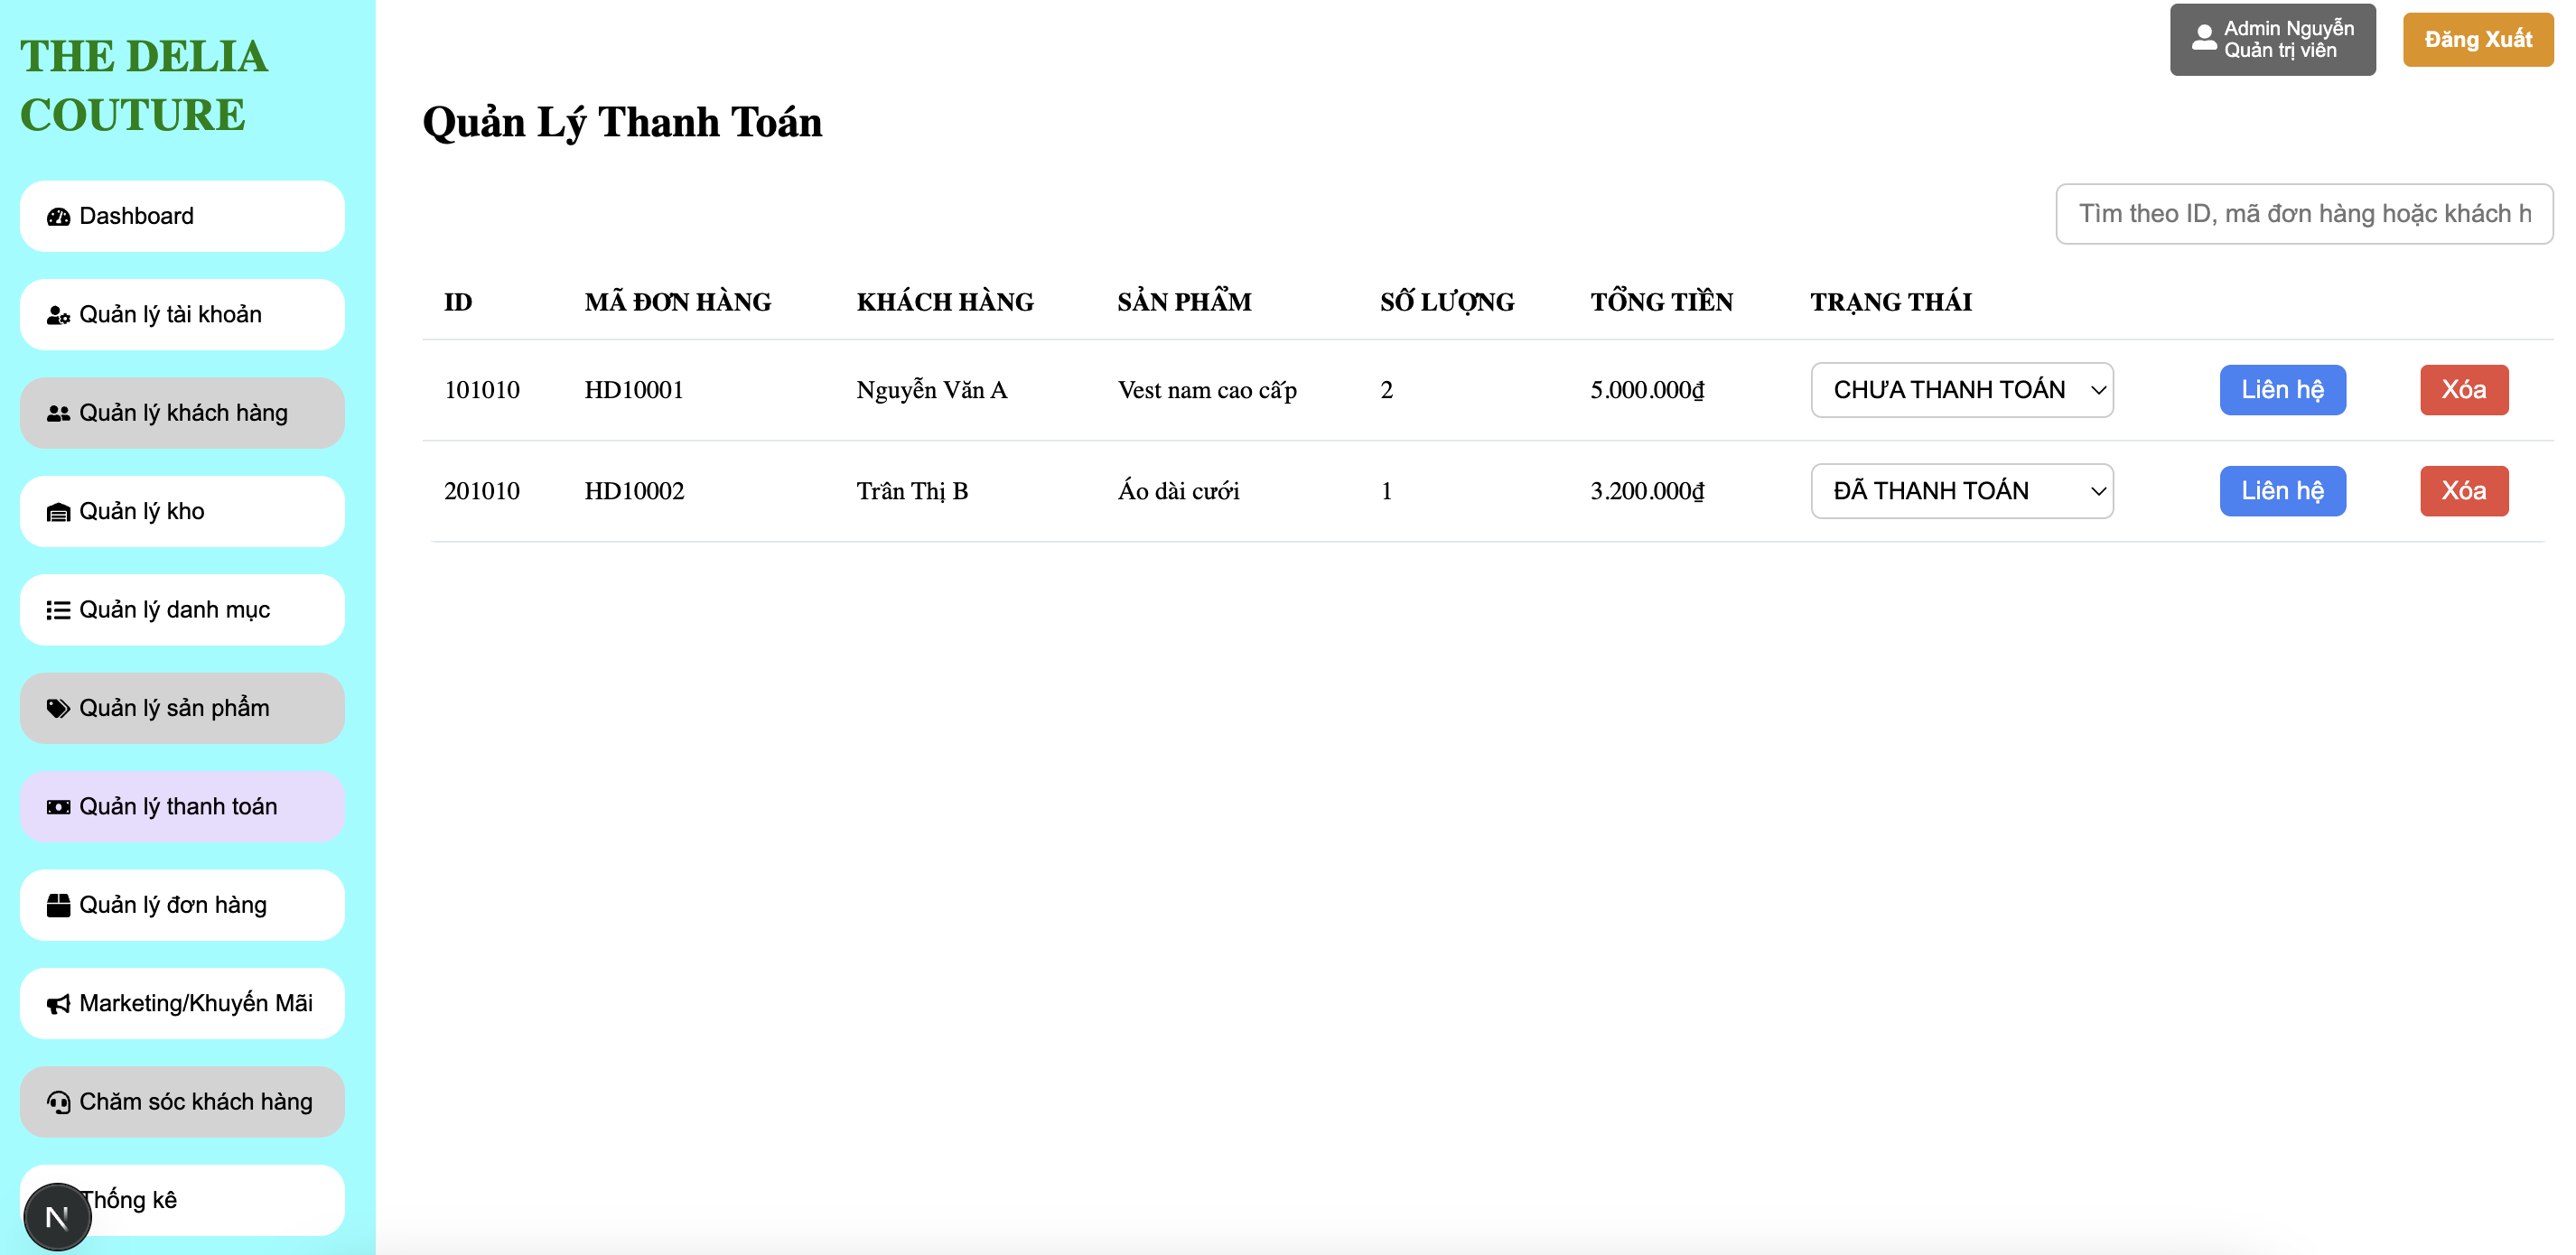 THE DELIA
COUTURE
Dashboard
Quản lý tài khoản
Quản lý khách hàng
Quản lý kho
Quản lý danh mục
Quản lý sản phẩm
Quản lý thanh toán
Quản lý đơn hàng
Marketing/Khuyến Mãi
Chăm sóc khách hàng
Thống kê
N
Admin Nguyễn
Quản trị viên
Đăng Xuất
Quản Lý Thanh Toán
Tìm theo ID, mã đơn hàng hoặc khách h
ID MÃ ĐƠN HÀNG KHÁCH HÀNG SẢN PHẨM SỐ LƯỢNG TỔNG TIỀN TRẠNG THÁI
101010 HD10001 Nguyễn Văn A Vest nam cao cấp 2 5.000.000₫ CHƯA THANH TOÁN Liên hệ Xóa
201010 HD10002 Trần Thị B Áo dài cưới 1 3.200.000₫ ĐÃ THANH TOÁN Liên hệ Xóa